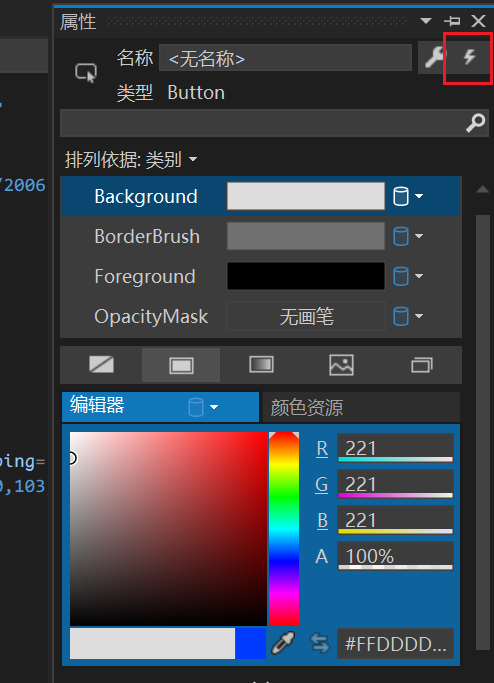 属性
名称 <无名称>
类型 Button
/2006
排列依据: 类别
Background
BorderBrush
Foreground
OpacityMask 无画笔
编辑器 颜色资源
ping=
R 221
G 221
0,103
B 221
A 100%
#FFDDDD...